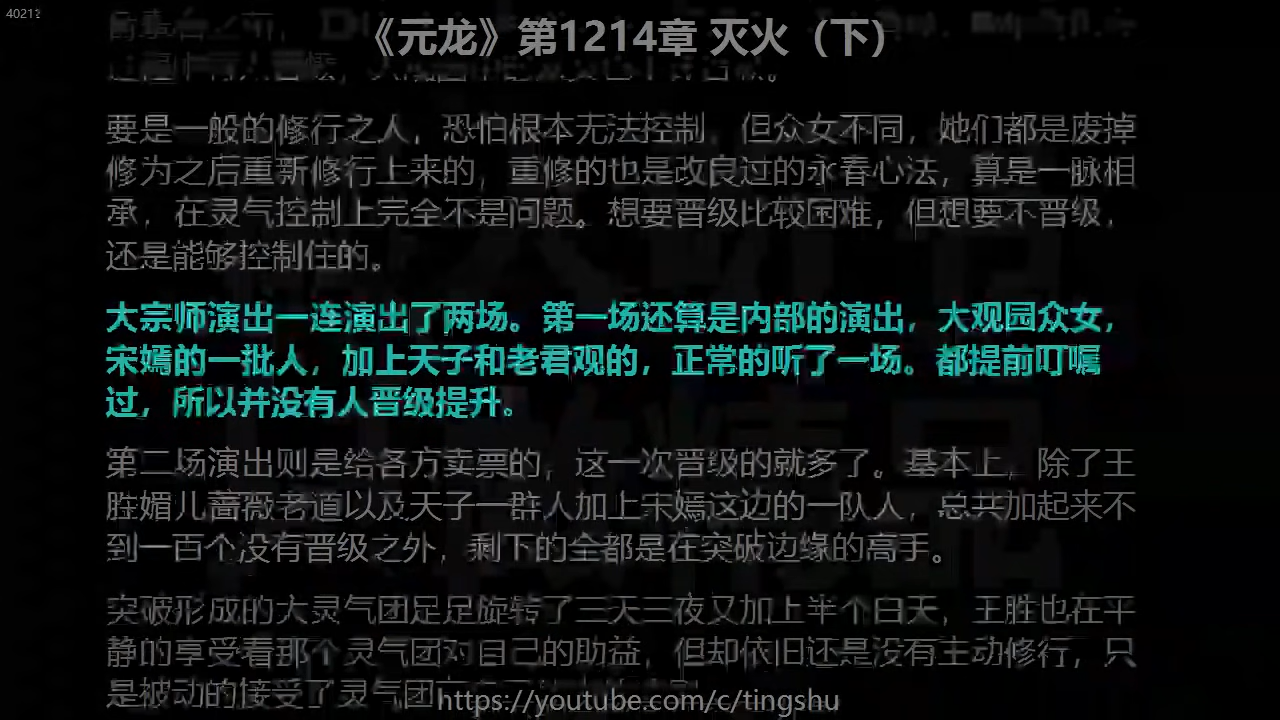 40212
《元龙》第1214章 灭火（下）
要是一般的修行之人，恐怕根本无法控制，但众女不同，她们都是废掉
修为之后重新修行上来的，重修的也是改良过的永春心法，算是一脉相
承，在灵气控制上完全不是问题。想要晋级比较困难，但想要不晋级，
还是能够控制住的。
大宗师演出一连演出了两场。第一场还算是内部的演出，大观园众女，
宋嫣的一批人，加上天子和老君观的，正常的听了一场。都提前叮嘱
过，所以并没有人晋级提升。
第二场演出则是给各方卖票的，这一次晋级的就多了。基本上，除了王
胜媚儿蔷薇老道以及天子一群人加上宋嫣这边的一队人，总共加起来不
到一百个没有晋级之外，剩下的全都是在突破边缘的高手。
突破形成的大灵气团足足旋转了三天三夜又加上半个白天，王胜也在平
静的享受着那个灵气团对自己的助益，但却依旧还是没有主动修行，只
是被动的接受了灵气团
https://youtube.com/c/tingshu